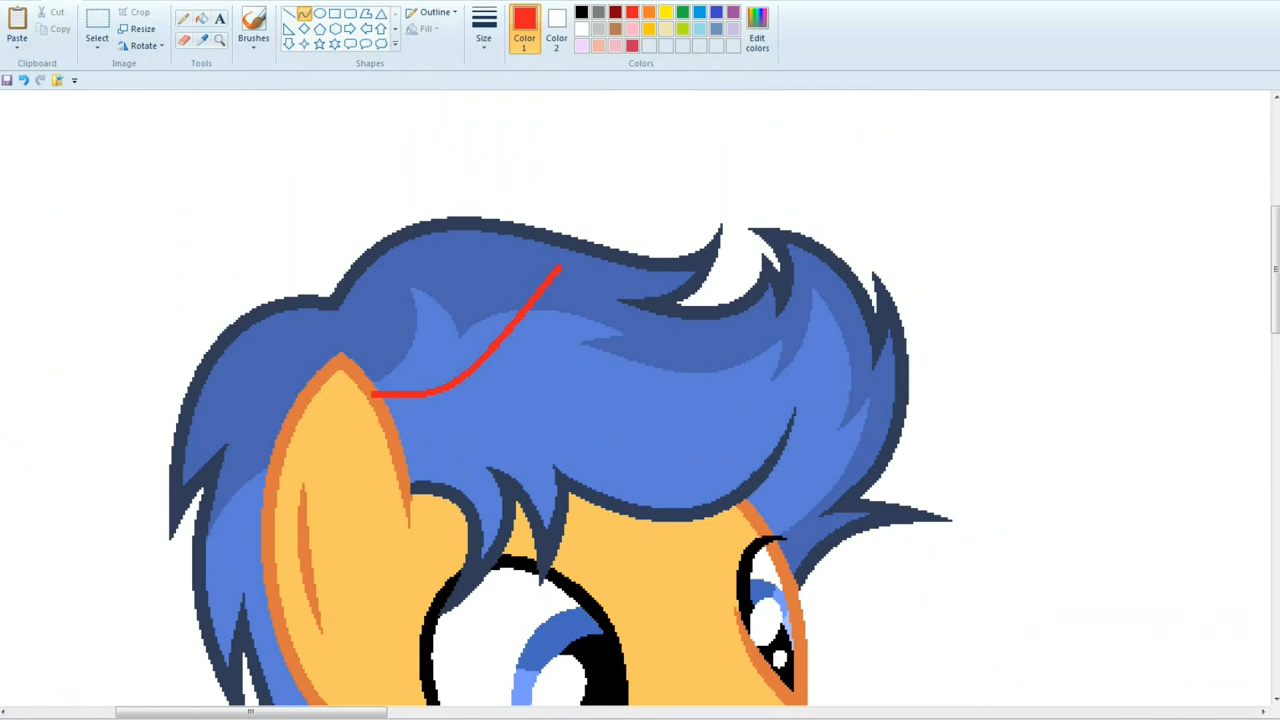 Cut
Crop
Outline
Copy
Resize
Fill
Paste
Select
Rotate
Brushes
Size
Color
1
Color
2
Edit
colors
Clipboard
Image
Tools
Shapes
Colors
A